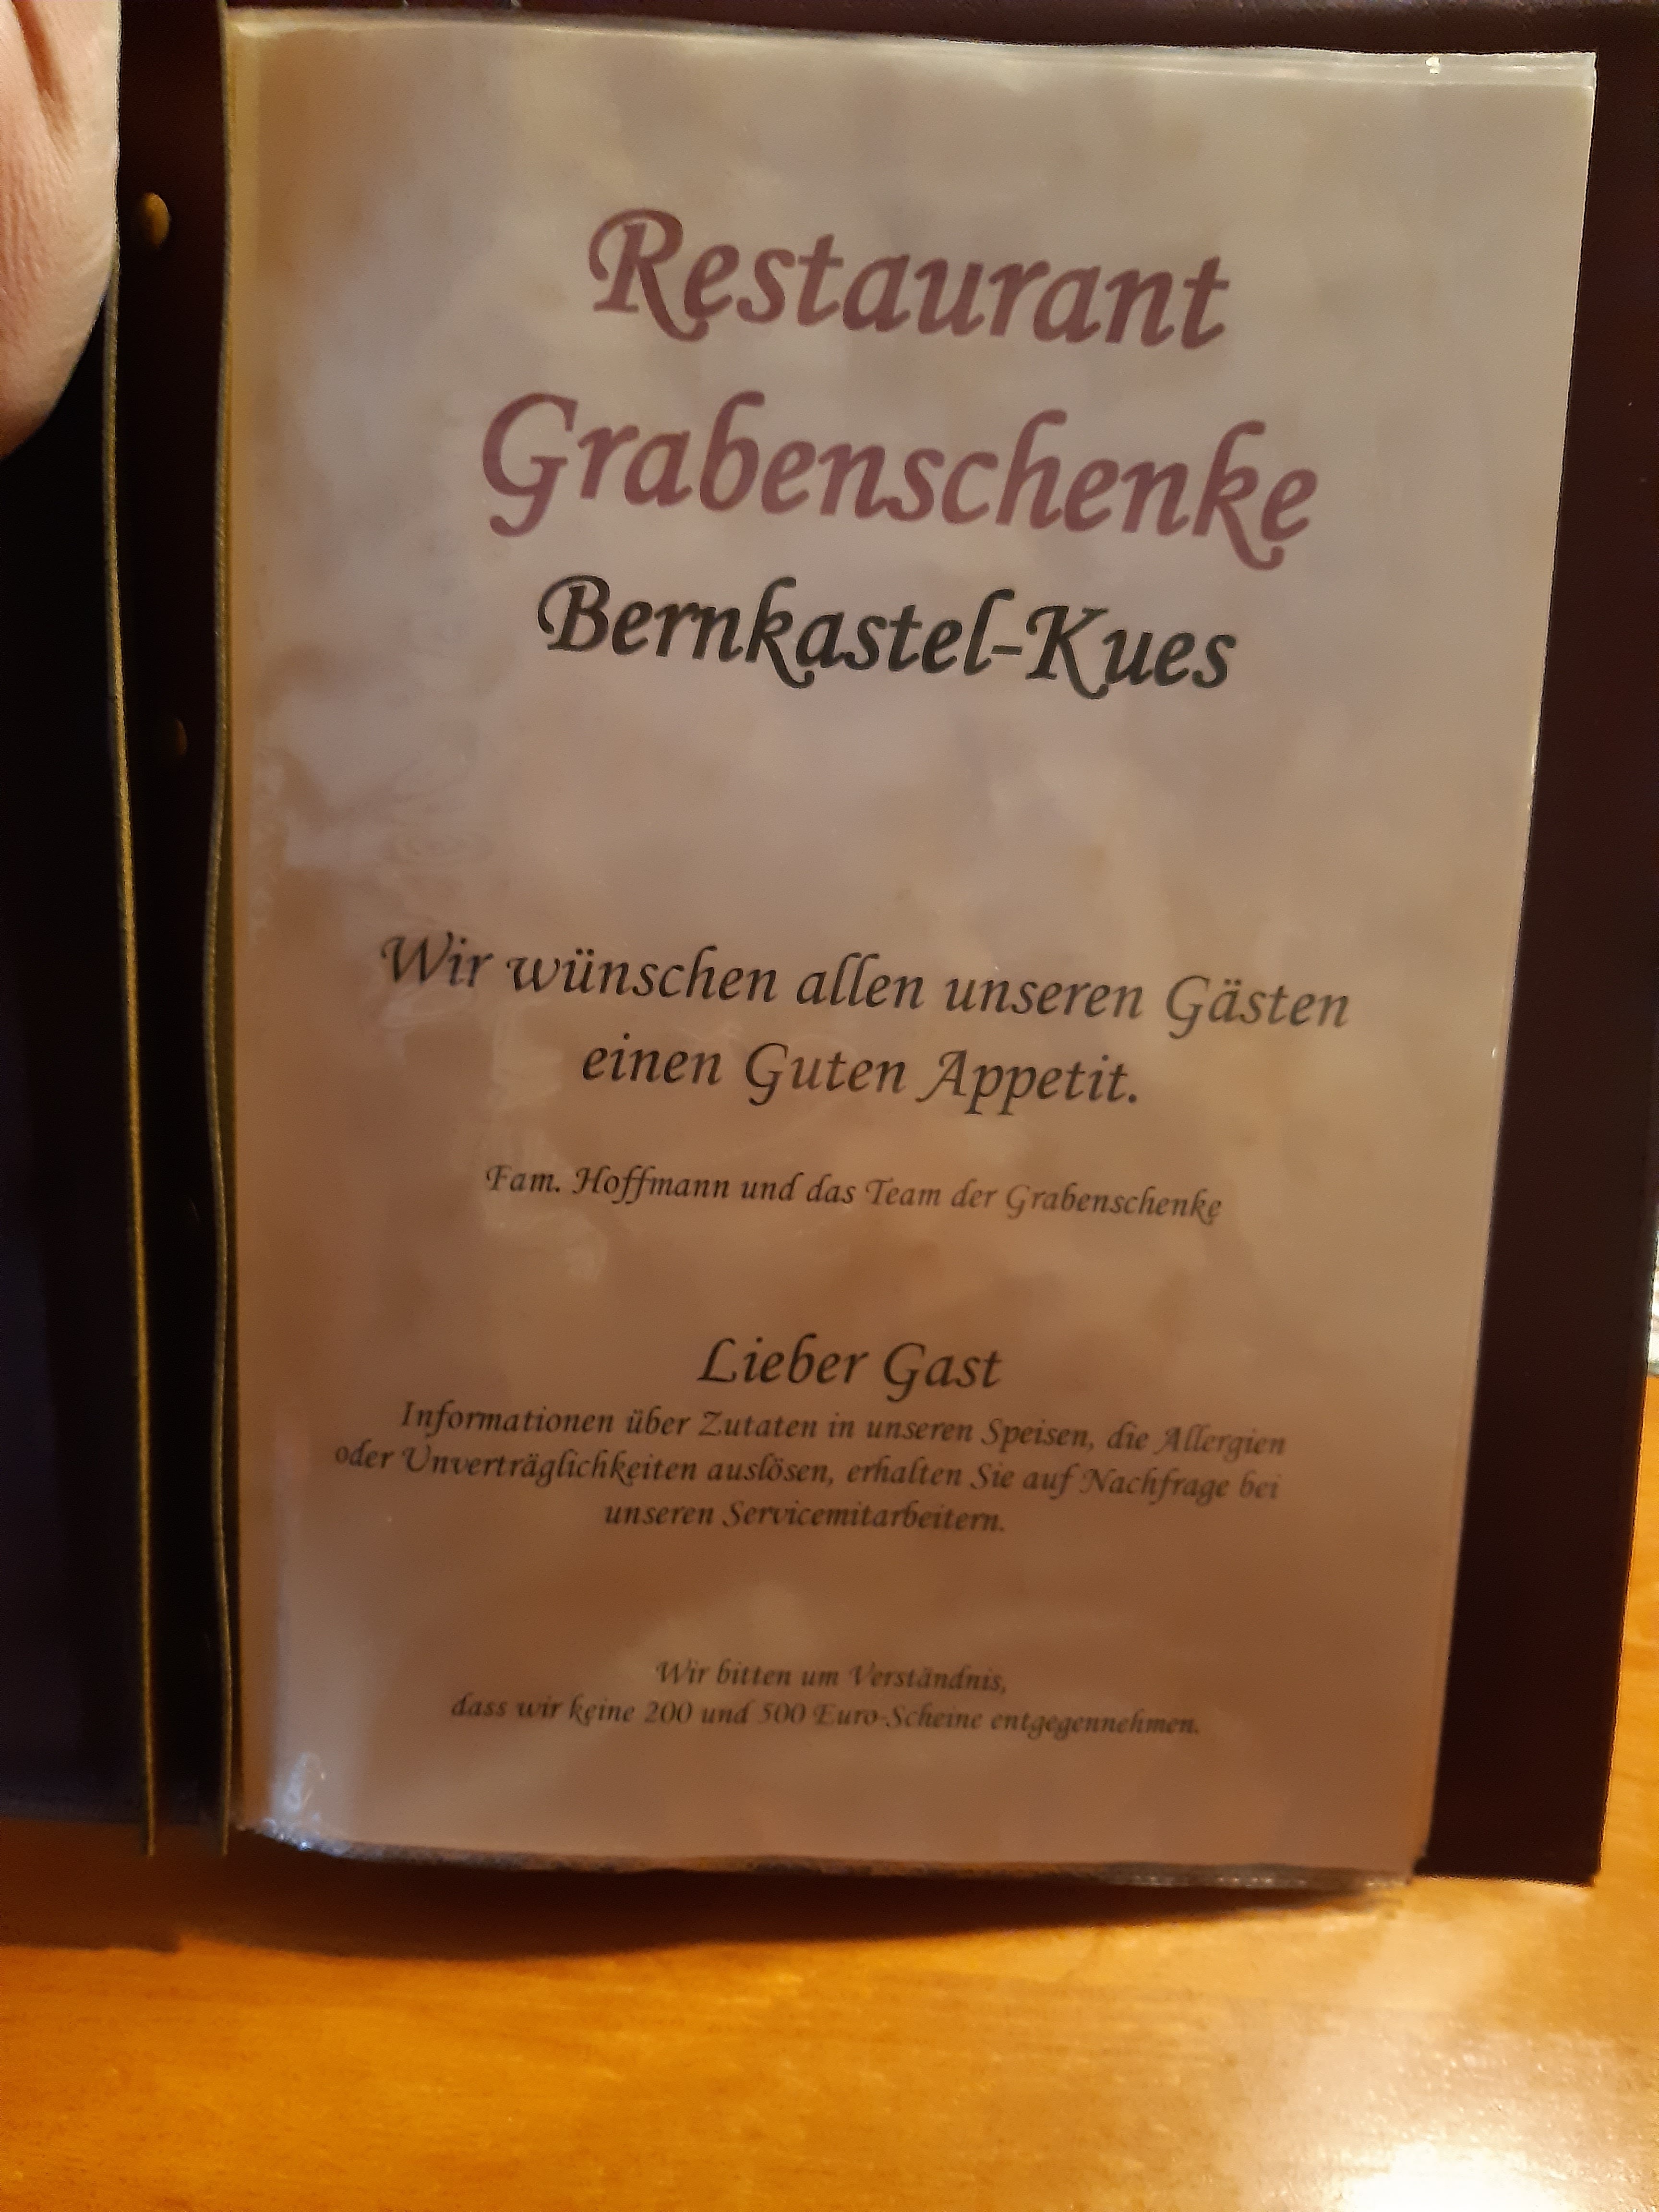 Restaurant
Grabenschenke
Bernkastel-Kues
Wir wünschen allen unseren Gästen
einen Guten Appetit.
Fam. Hoffmann und das Team der Grabenschenke
Lieber Gast
Informationen über Zutaten in unseren Speisen, die Allergien
oder Unverträglichkeiten auslösen, erhalten Sie auf Nachfrage bei
unseren Servicemitarbeitern.
Wir bitten um Verständnis,
dass wir keine 200 und 500 Euro-Scheine entgegennehmen.